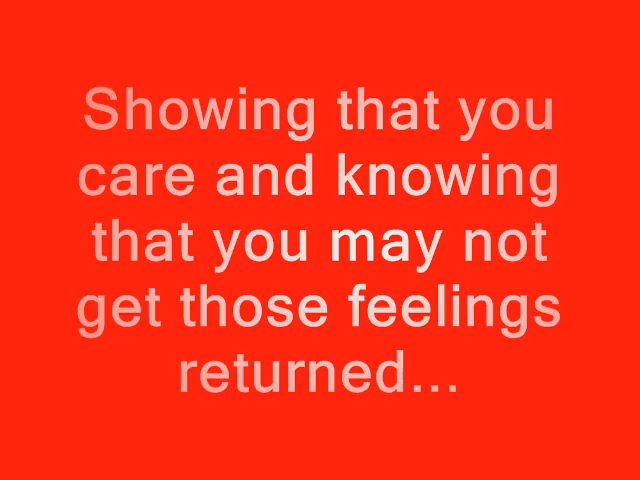 Showing that you
care and knowing
that you may not
get those feelings
returned...